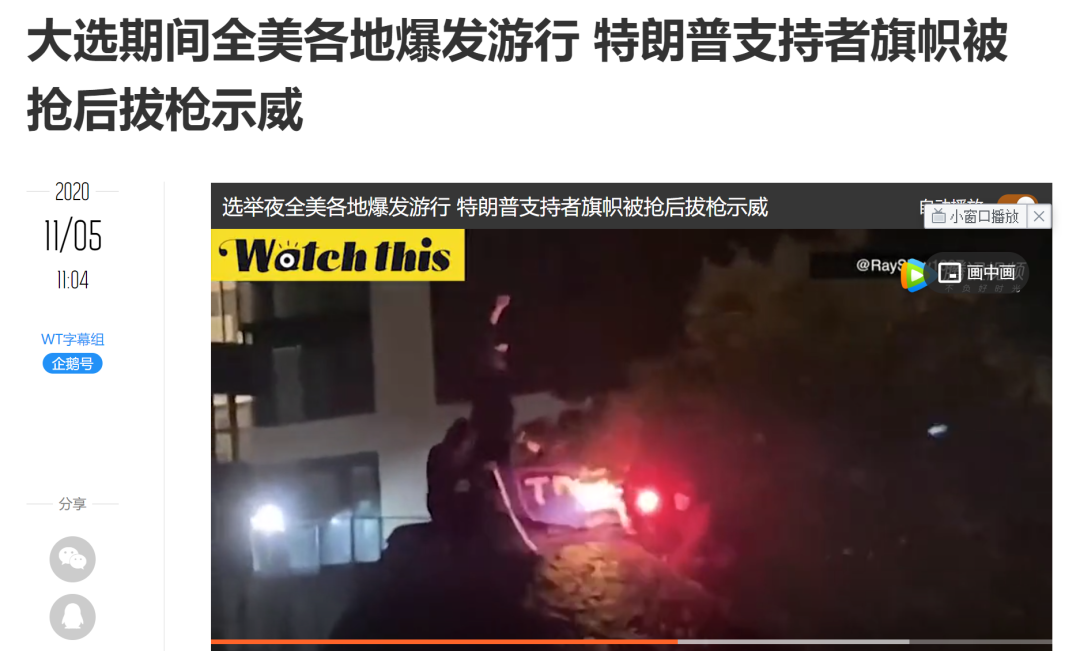 大选期间全美各地爆发游行 特朗普支持者旗帜被
抢后拔枪示威
2020
11/05
11:04
WT字幕组
企鹅号
分享
选举夜全美各地爆发游行 特朗普支持者旗帜被抢后拔枪示威
自动播放
小窗口播放
Watch this
@RayS
画中画